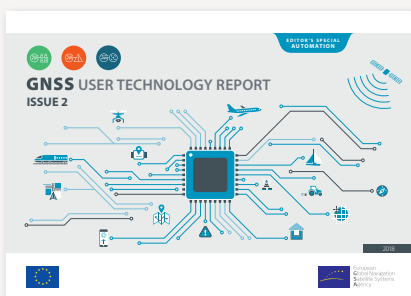 EDITOR'S SPECIAL
AUTOMATION
GNSS USER TECHNOLOGY REPORT
ISSUE 2
2018
European
Global Navigation
Satellite Systems
Agency